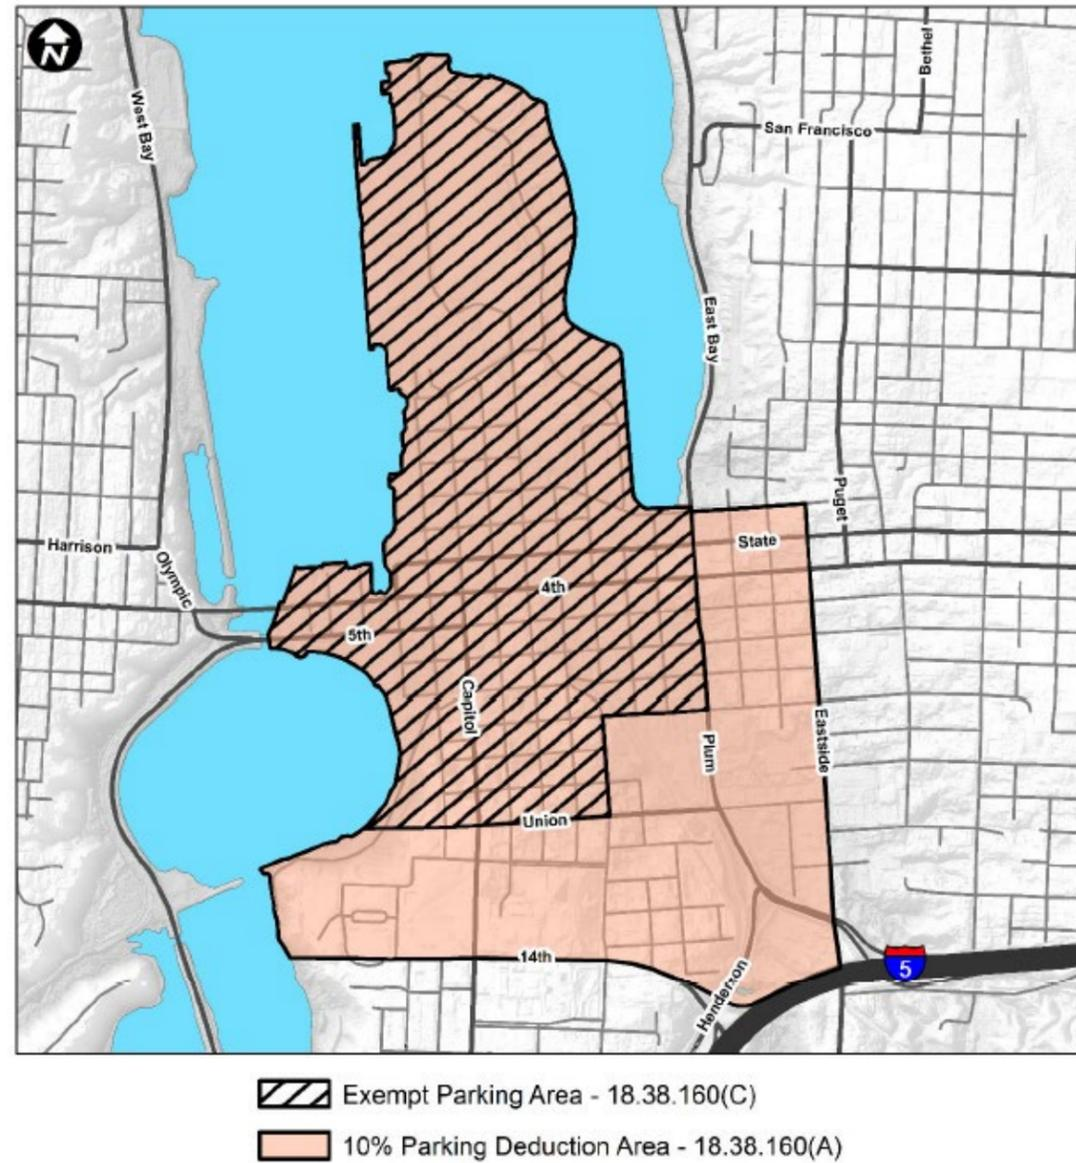 N
West Bay
Bethel
San Francisco
East Bay
Puget
State
Harrison
Olympic
4th
5th
Capitol
Plum
Eastside
Union
14th
Henderson
5
Exempt Parking Area - 18.38.160(C)
10% Parking Deduction Area - 18.38.160(A)